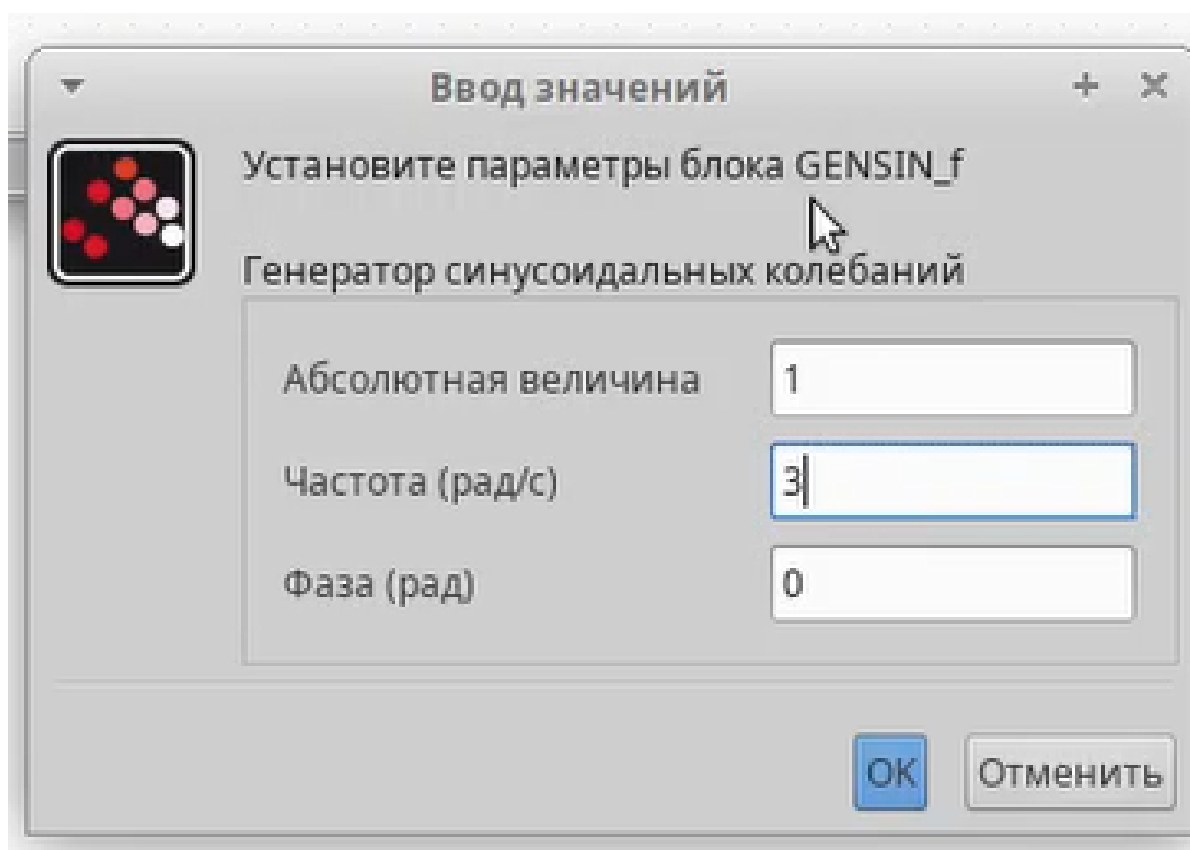 Ввод значений
Установите параметры блока GENSIN_f
Генератор синусоидальных колебаний
Абсолютная величина 1
Частота (рад/с) 3
Фаза (рад) 0
OK Отменить